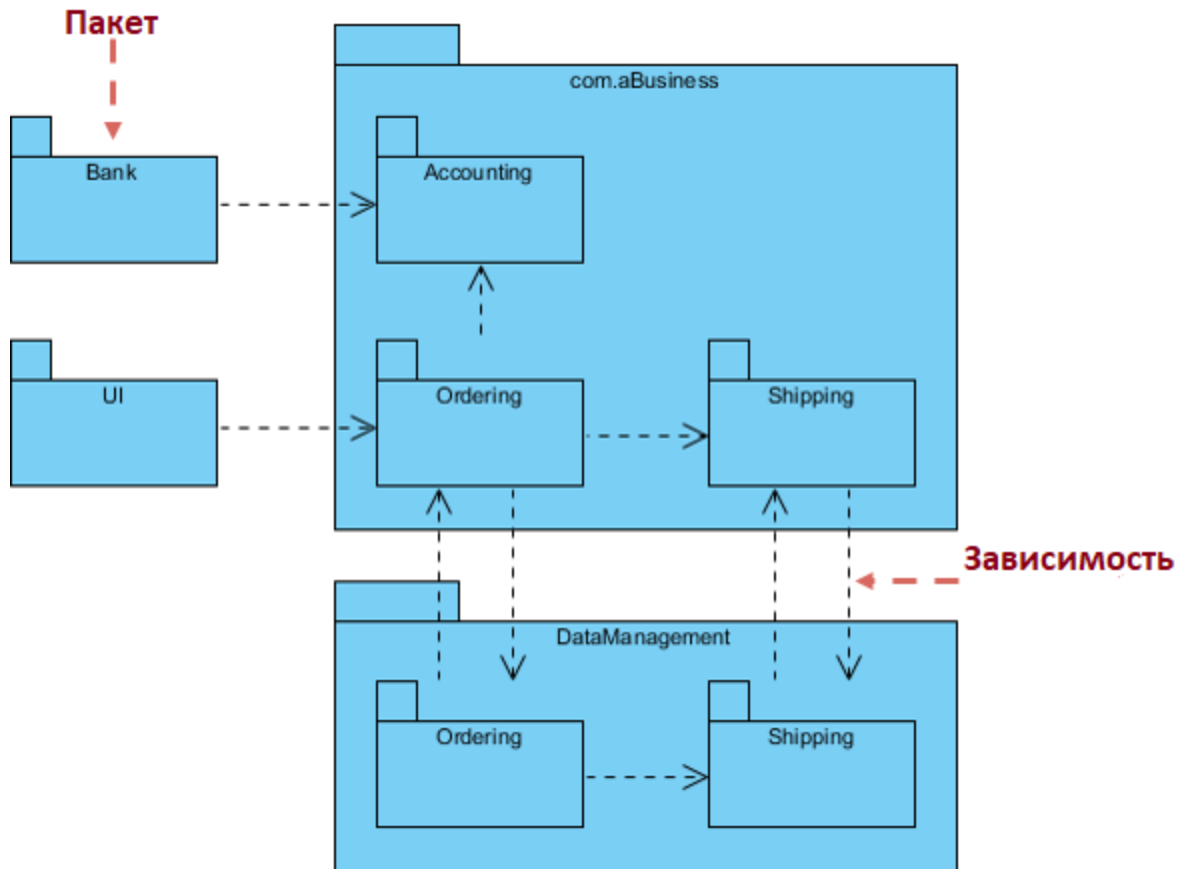 Пакет
com.aBusiness
Bank
Accounting
UI
Ordering
Shipping
Зависимость
DataManagement
Ordering
Shipping